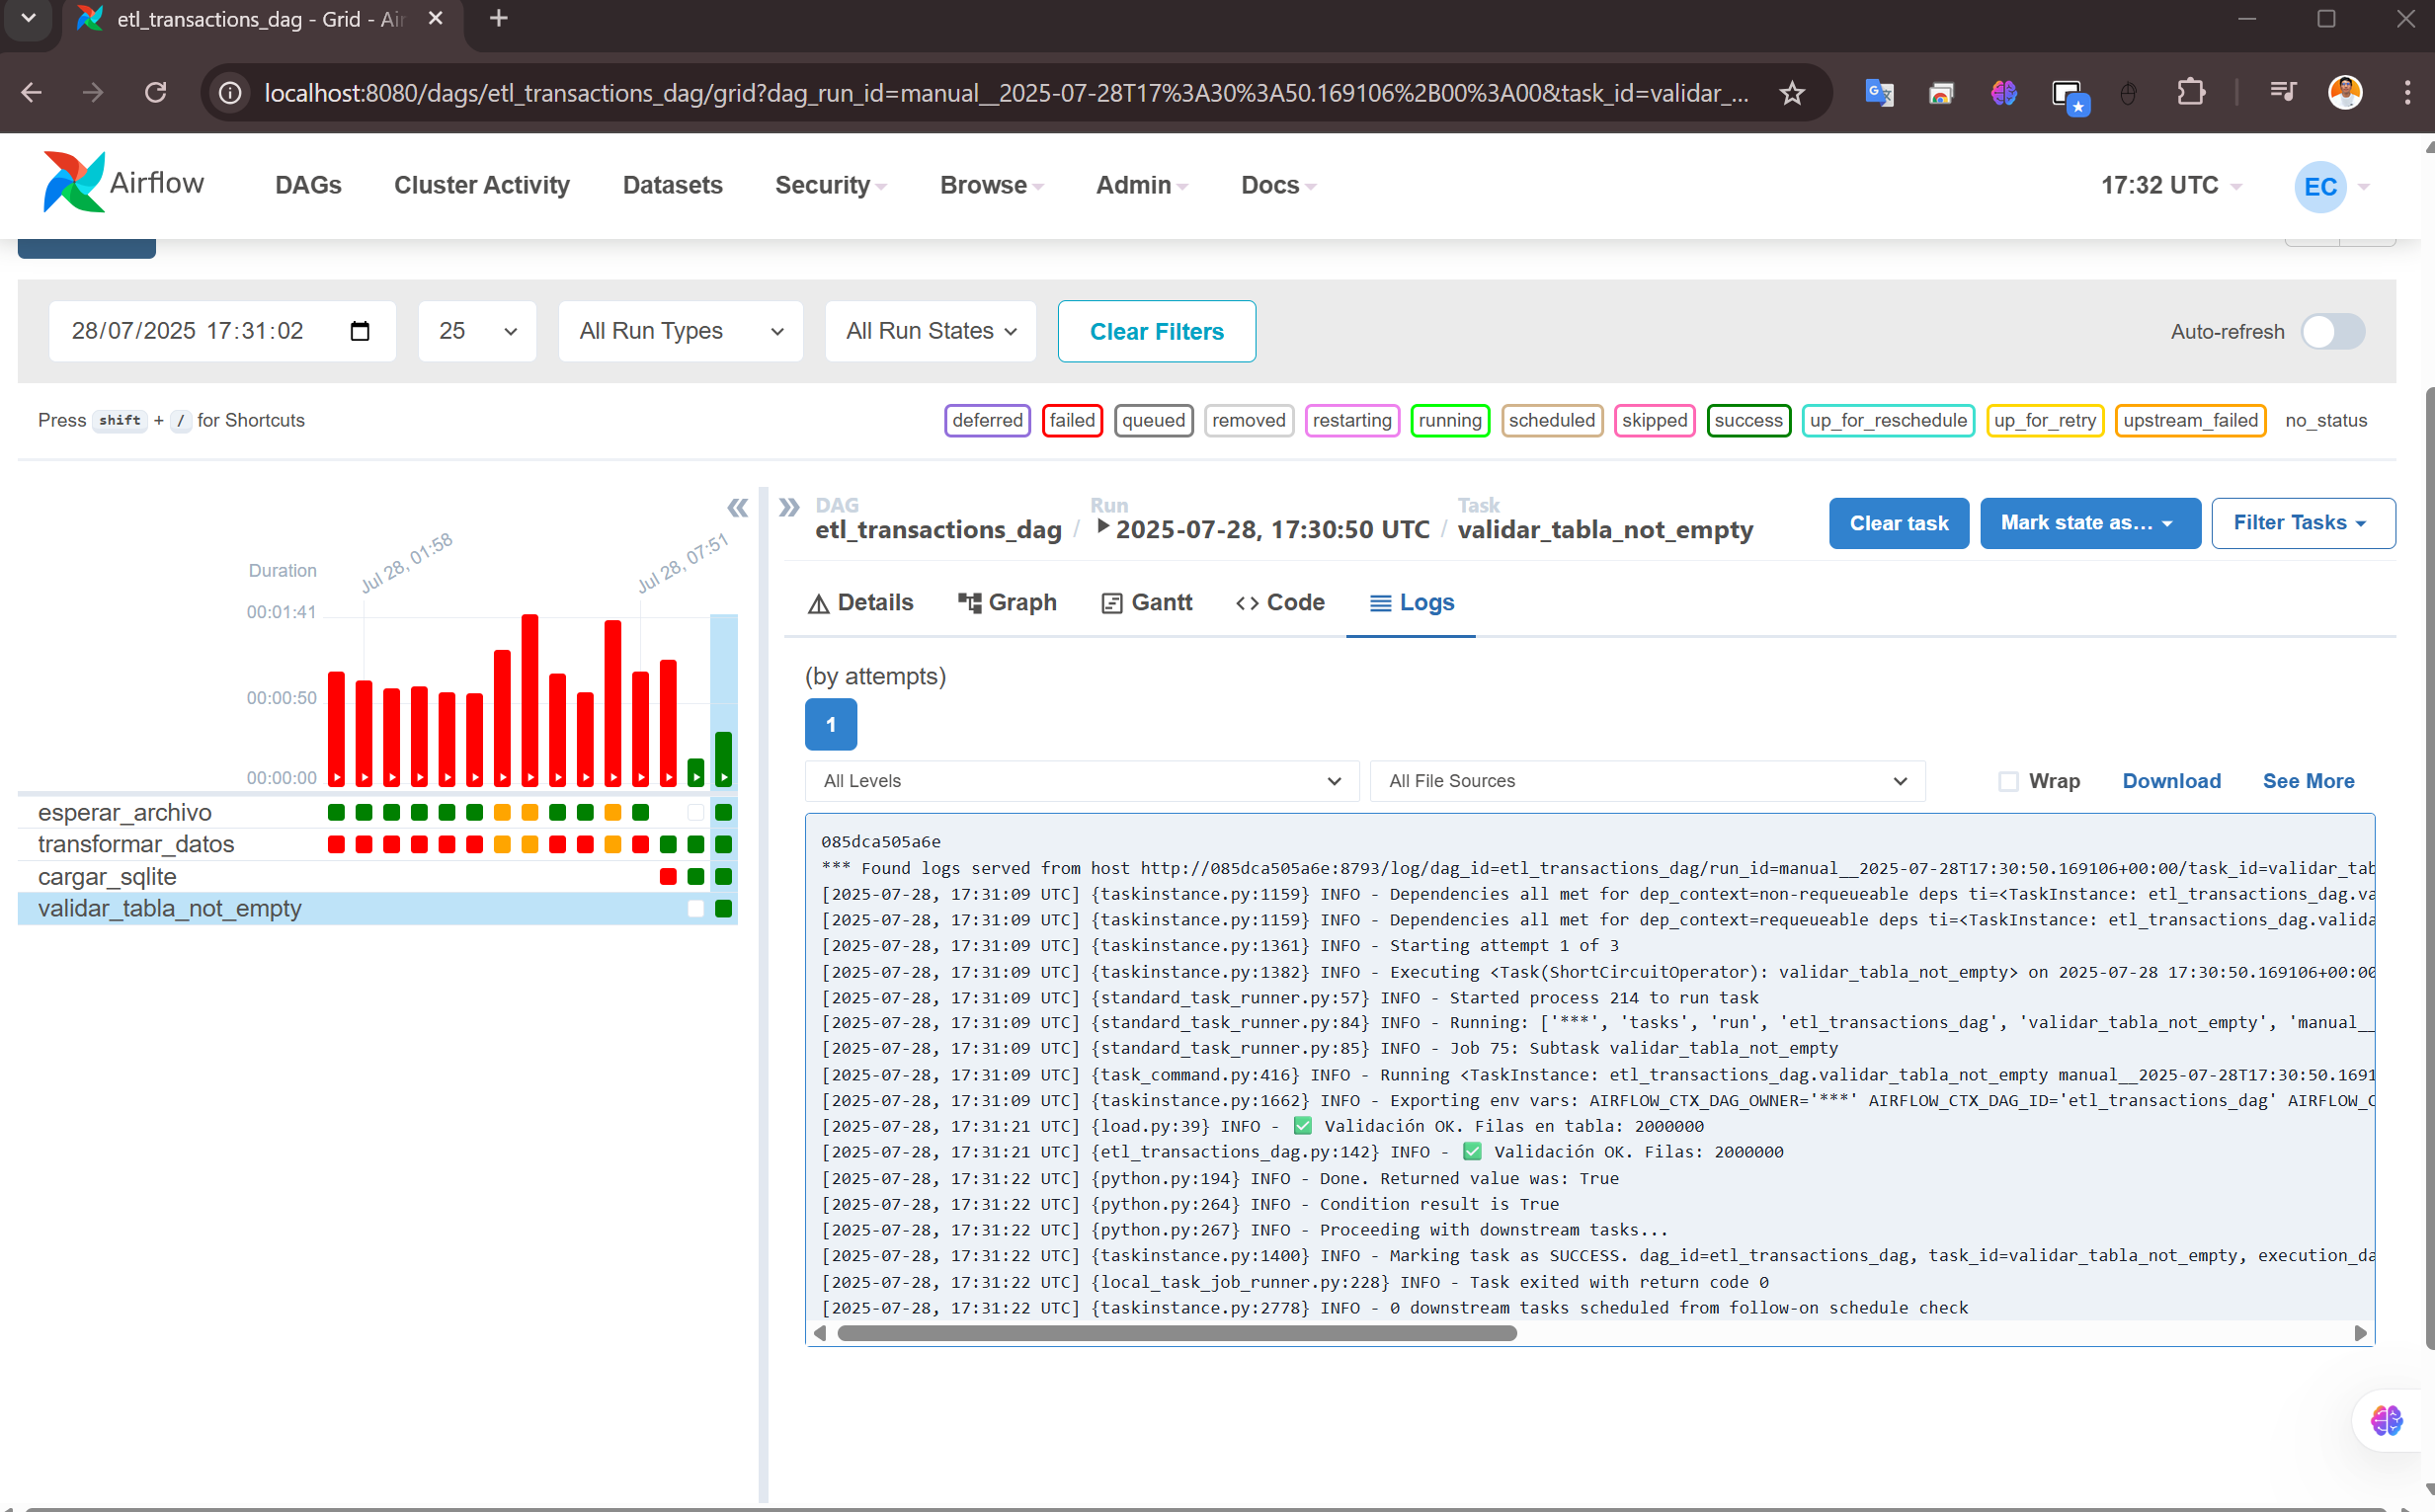 etl_transactions_dag - Grid - Air
localhost:8080/dags/etl_transactions_dag/grid?dag_run_id=manual__2025-07-28T17%3A30%3A50.169106%2B00%3A00&task_id=validar_...
Airflow DAGs Cluster Activity Datasets Security Browse Admin Docs 17:32 UTC EC
28/07/2025 17:31:02 25 All Run Types All Run States Clear Filters Auto-refresh
Press shift + / for Shortcuts deferred failed queued removed restarting running scheduled skipped success up_for_reschedule up_for_retry upstream_failed no_status
Jul 28, 01:58 Jul 28, 07:51
Duration
00:01:41
00:00:50
00:00:00
esperar_archivo
transformar_datos
cargar_sqlite
validar_tabla_not_empty
DAG Run Task
etl_transactions_dag / 2025-07-28, 17:30:50 UTC / validar_tabla_not_empty
Clear task Mark state as... Filter Tasks
Details Graph Gantt Code Logs
(by attempts)
1
All Levels All File Sources Wrap Download See More
085dca505a6e
*** Found logs served from host http://085dca505a6e:8793/log/dag_id=etl_transactions_dag/run_id=manual__2025-07-28T17:30:50.169106+00:00/task_id=validar_tab
[2025-07-28, 17:31:09 UTC] {taskinstance.py:1159} INFO - Dependencies all met for dep_context=non-requeueable deps ti=<TaskInstance: etl_transactions_dag.va
[2025-07-28, 17:31:09 UTC] {taskinstance.py:1159} INFO - Dependencies all met for dep_context=requeueable deps ti=<TaskInstance: etl_transactions_dag.valida
[2025-07-28, 17:31:09 UTC] {taskinstance.py:1361} INFO - Starting attempt 1 of 3
[2025-07-28, 17:31:09 UTC] {taskinstance.py:1382} INFO - Executing <Task(ShortCircuitOperator): validar_tabla_not_empty> on 2025-07-28 17:30:50.169106+00:00
[2025-07-28, 17:31:09 UTC] {standard_task_runner.py:57} INFO - Started process 214 to run task
[2025-07-28, 17:31:09 UTC] {standard_task_runner.py:84} INFO - Running: ['***', 'tasks', 'run', 'etl_transactions_dag', 'validar_tabla_not_empty', 'manual__
[2025-07-28, 17:31:09 UTC] {standard_task_runner.py:85} INFO - Job 75: Subtask validar_tabla_not_empty
[2025-07-28, 17:31:09 UTC] {task_command.py:416} INFO - Running <TaskInstance: etl_transactions_dag.validar_tabla_not_empty manual__2025-07-28T17:30:50.1691
[2025-07-28, 17:31:09 UTC] {taskinstance.py:1662} INFO - Exporting env vars: AIRFLOW_CTX_DAG_OWNER='***' AIRFLOW_CTX_DAG_ID='etl_transactions_dag' AIRFLOW_C
[2025-07-28, 17:31:21 UTC] {load.py:39} INFO - ✅ Validación OK. Filas en tabla: 2000000
[2025-07-28, 17:31:21 UTC] {etl_transactions_dag.py:142} INFO - ✅ Validación OK. Filas: 2000000
[2025-07-28, 17:31:22 UTC] {python.py:194} INFO - Done. Returned value was: True
[2025-07-28, 17:31:22 UTC] {python.py:264} INFO - Condition result is True
[2025-07-28, 17:31:22 UTC] {python.py:267} INFO - Proceeding with downstream tasks...
[2025-07-28, 17:31:22 UTC] {taskinstance.py:1400} INFO - Marking task as SUCCESS. dag_id=etl_transactions_dag, task_id=validar_tabla_not_empty, execution_da
[2025-07-28, 17:31:22 UTC] {local_task_job_runner.py:228} INFO - Task exited with return code 0
[2025-07-28, 17:31:22 UTC] {taskinstance.py:2778} INFO - 0 downstream tasks scheduled from follow-on schedule check